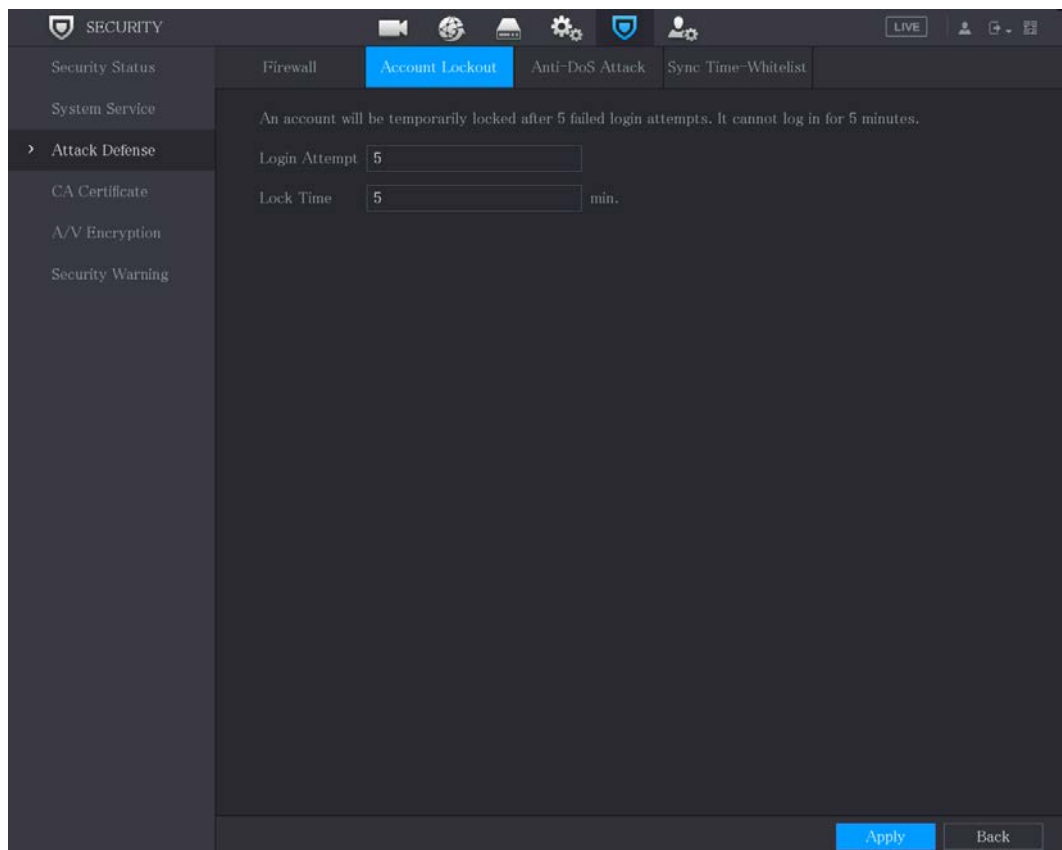 SECURITY
LIVE
Security Status
System Service
Attack Defense
CA Certificate
A/V Encryption
Security Warning
Firewall
Account Lockout
Anti-DoS Attack
Sync Time-Whitelist
An account will be temporarily locked after 5 failed login attempts. It cannot log in for 5 minutes.
Login Attempt 5
Lock Time 5 min.
Apply
Back